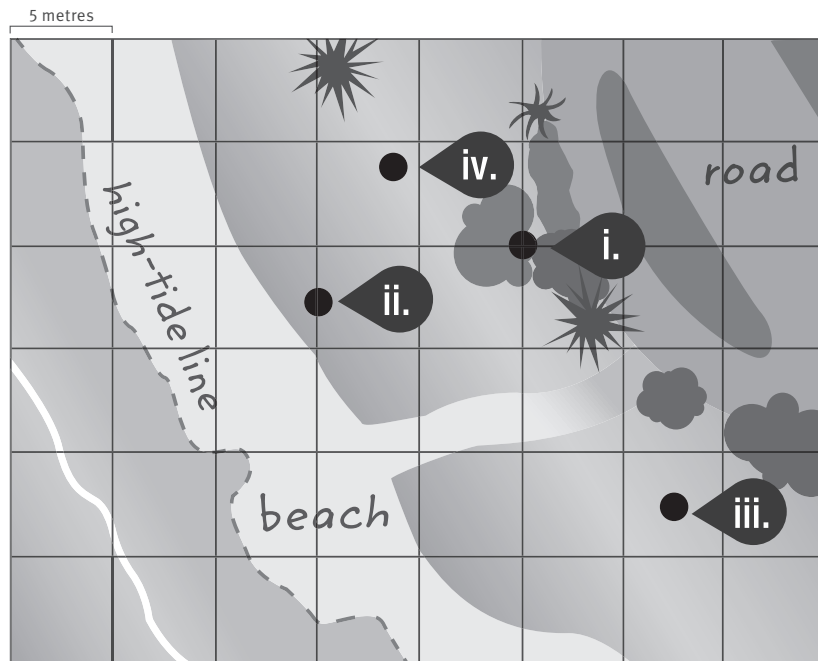 5 metres
iv.
road
high-tide line
i.
ii.
iii.
beach